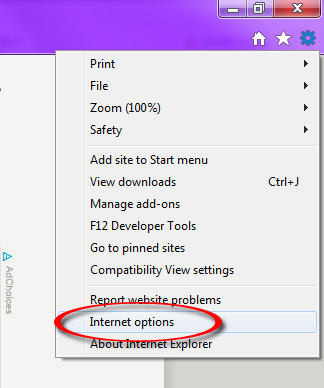 Print
File
Zoom (100%)
Safety
Add site to Start menu
View downloads Ctrl+J
Manage add-ons
F12 Developer Tools
Go to pinned sites
Compatibility View settings
Report website problems
Internet options
About Internet Explorer
AdChoices